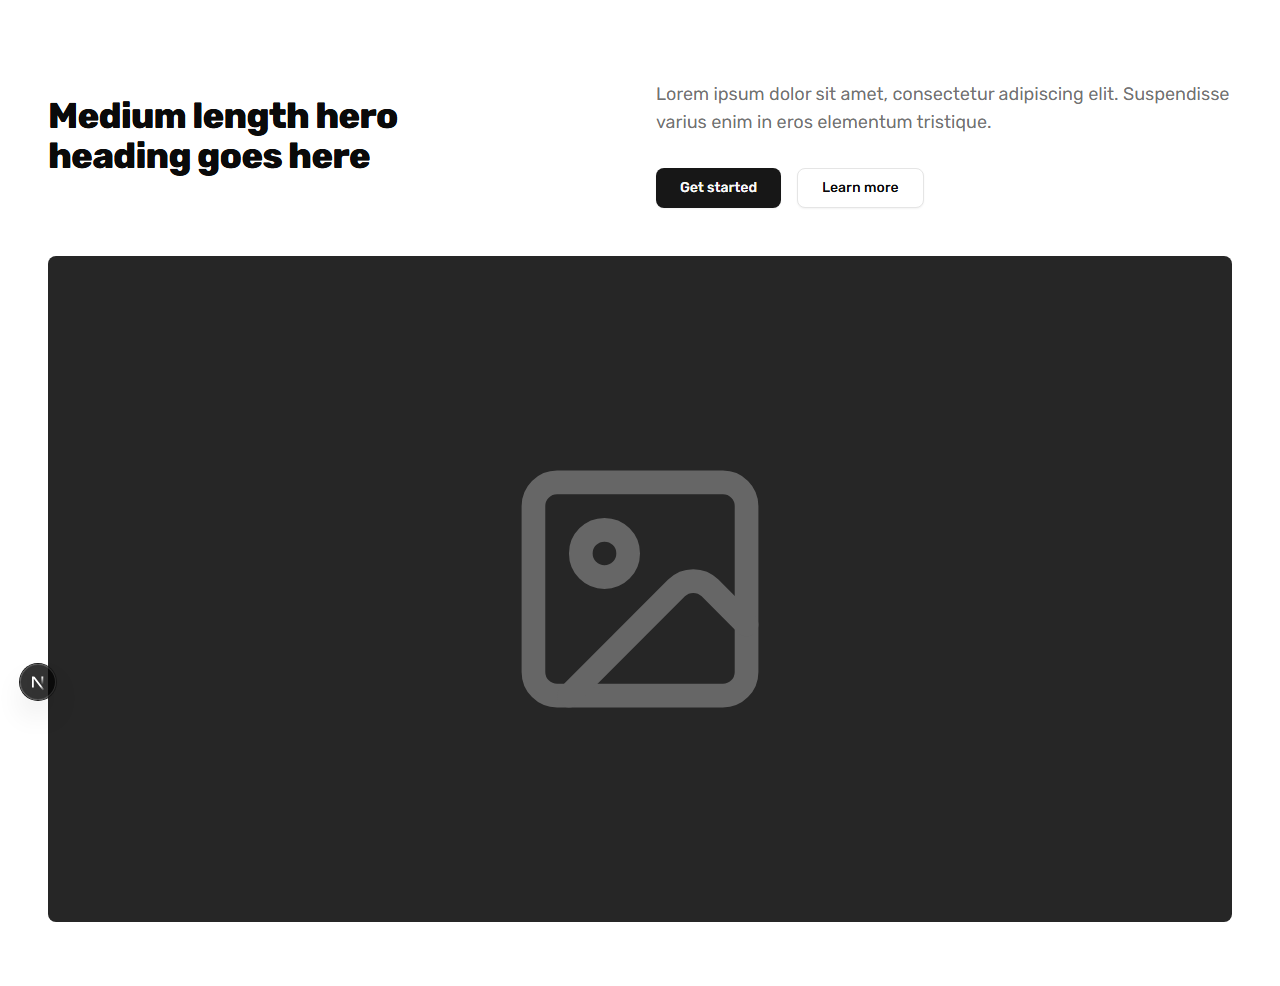 Medium length hero
heading goes here
Lorem ipsum dolor sit amet, consectetur adipiscing elit. Suspendisse
varius enim in eros elementum tristique.
Get started
Learn more
N